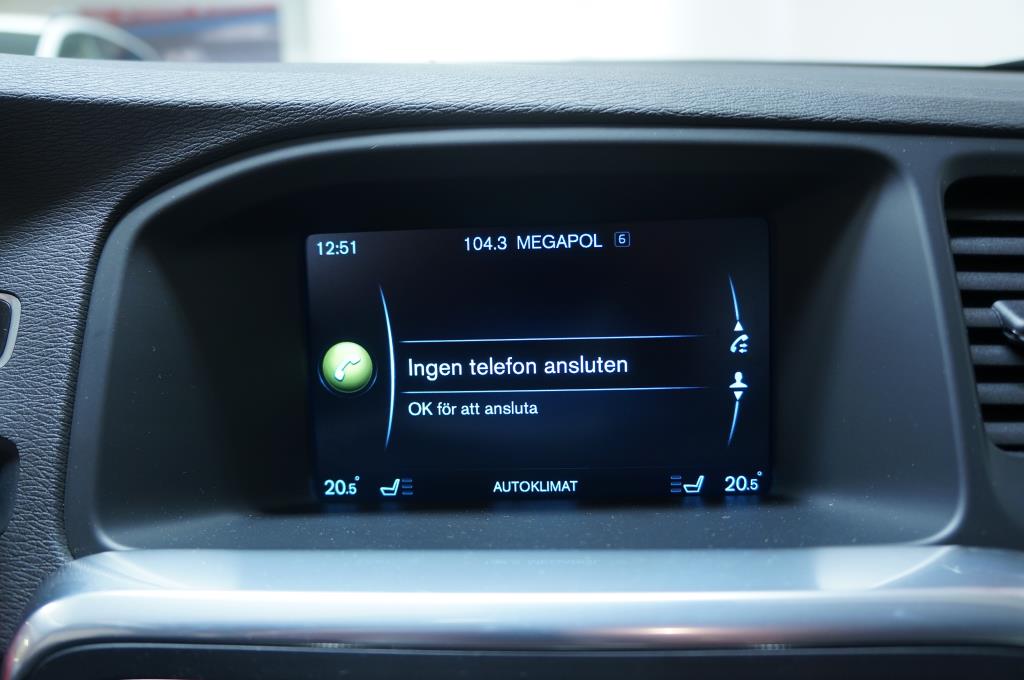 12:51 104.3 MEGAPOL 6
Ingen telefon ansluten
OK för att ansluta
20.5° AUTOKLIMAT 20.5°